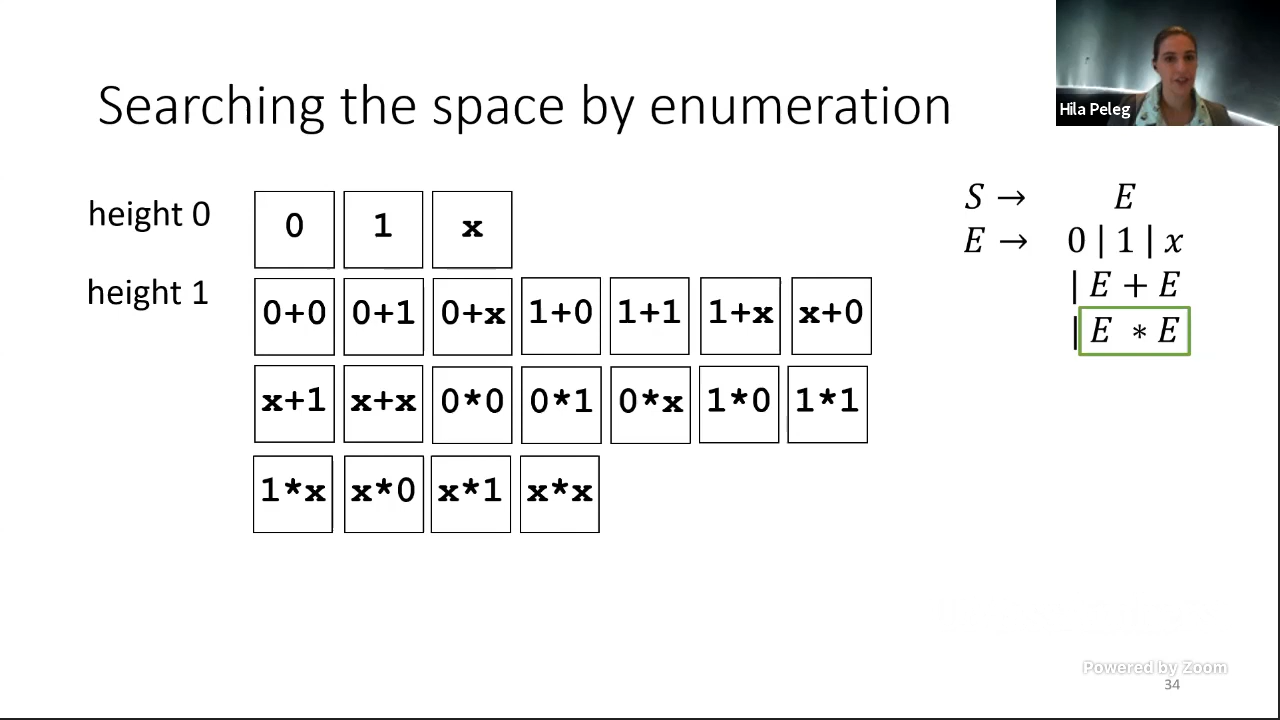 Hila Peleg
Searching the space by enumeration
height 0
0 1 x
height 1
0+0 0+1 0+x 1+0 1+1 1+x x+0
x+1 x+x 0*0 0*1 0*x 1*0 1*1
1*x x*0 x*1 x*x
S → E
E → 0 | 1 | x
| E + E
| E * E
Powered by Zoom
34